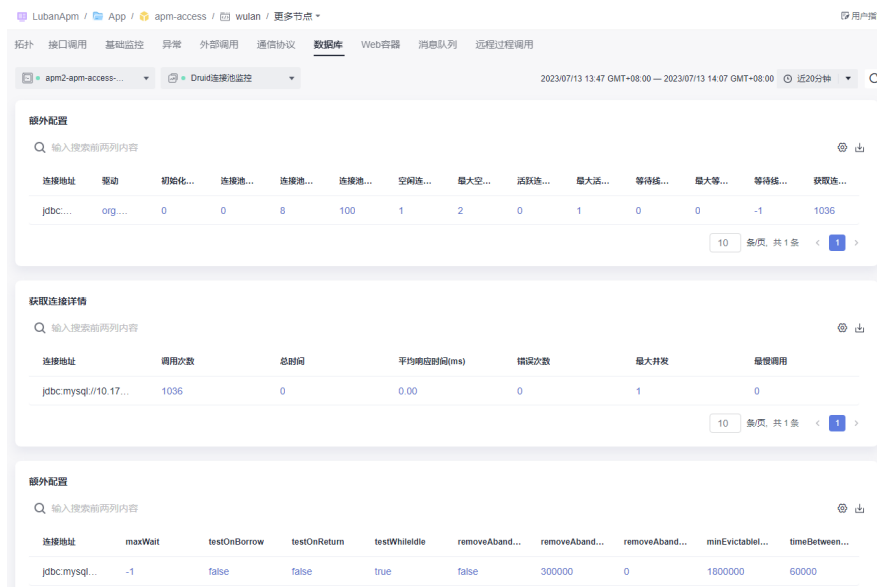 LubanApm / App / apm-access / wulan / 更多节点
用户指
拓扑 接口调用 基础监控 异常 外部调用 通信协议 数据库 Web容器 消息队列 远程过程调用
apm2-apm-access-... Druid连接池监控 2023/07/13 13:47 GMT+08:00 — 2023/07/13 14:07 GMT+08:00 近20分钟
额外配置
输入搜索前两列内容
连接地址 驱动 初始化... 连接池... 连接池... 连接池... 空闲连... 最大空... 活跃连... 最大活... 等待线... 最大等... 等待线... 获取连...
jdbc:... org.... 0 0 8 100 1 2 0 1 0 0 -1 1036
10 条/页, 共 1 条 < 1 >
获取连接详情
输入搜索前两列内容
连接地址 调用次数 总时间 平均响应时间(ms) 错误次数 最大并发 最慢调用
jdbc:mysql://10.17... 1036 0 0.00 0 1 0
10 条/页, 共 1 条 < 1 >
额外配置
输入搜索前两列内容
连接地址 maxWait testOnBorrow testOnReturn testWhileIdle removeAband... removeAband... removeAband... minEvictableI... timeBetween...
jdbc:mysql... -1 false false true false 300000 0 1800000 60000